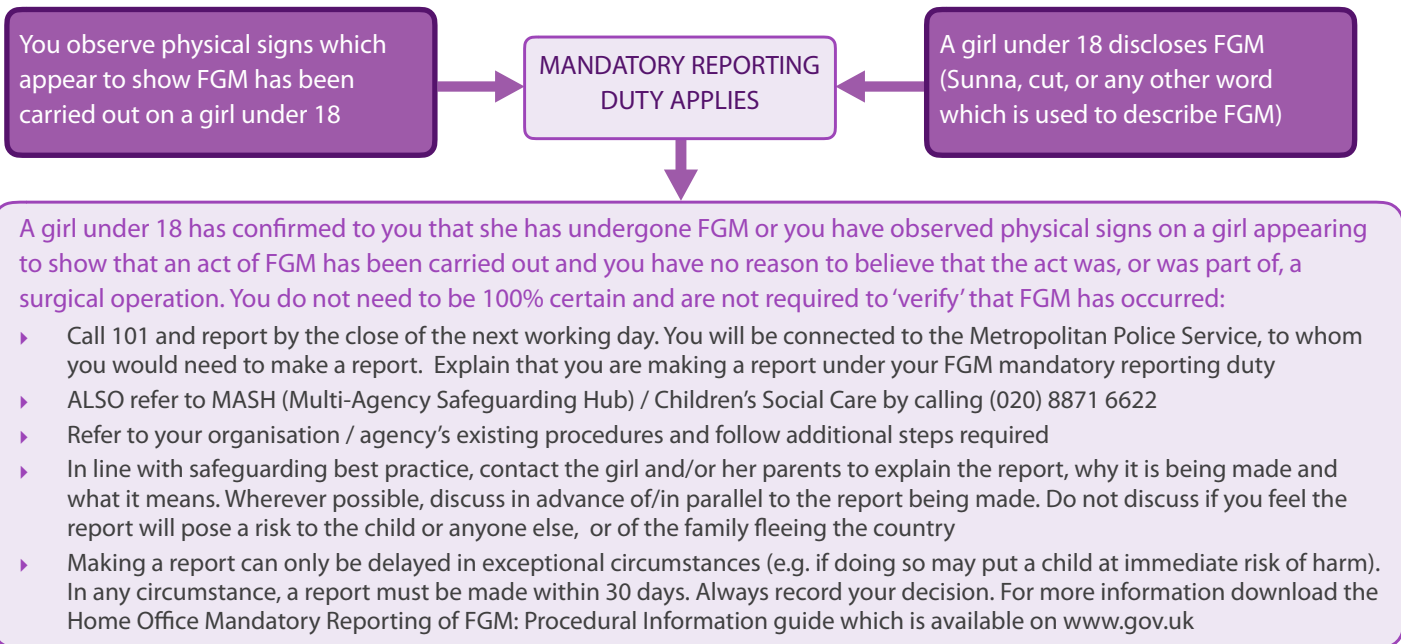 You observe physical signs which
appear to show FGM has been
carried out on a girl under 18
MANDATORY REPORTING
DUTY APPLIES
A girl under 18 discloses FGM
(Sunna, cut, or any other word
which is used to describe FGM)
A girl under 18 has confirmed to you that she has undergone FGM or you have observed physical signs on a girl appearing
to show that an act of FGM has been carried out and you have no reason to believe that the act was, or was part of, a
surgical operation. You do not need to be 100% certain and are not required to ‘verify’ that FGM has occurred:
Call 101 and report by the close of the next working day. You will be connected to the Metropolitan Police Service, to whom
you would need to make a report. Explain that you are making a report under your FGM mandatory reporting duty
ALSO refer to MASH (Multi-Agency Safeguarding Hub) / Children’s Social Care by calling (020) 8871 6622
Refer to your organisation / agency’s existing procedures and follow additional steps required
In line with safeguarding best practice, contact the girl and/or her parents to explain the report, why it is being made and
what it means. Wherever possible, discuss in advance of/in parallel to the report being made. Do not discuss if you feel the
report will pose a risk to the child or anyone else, or of the family fleeing the country
Making a report can only be delayed in exceptional circumstances (e.g. if doing so may put a child at immediate risk of harm).
In any circumstance, a report must be made within 30 days. Always record your decision. For more information download the
Home Office Mandatory Reporting of FGM: Procedural Information guide which is available on www.gov.uk